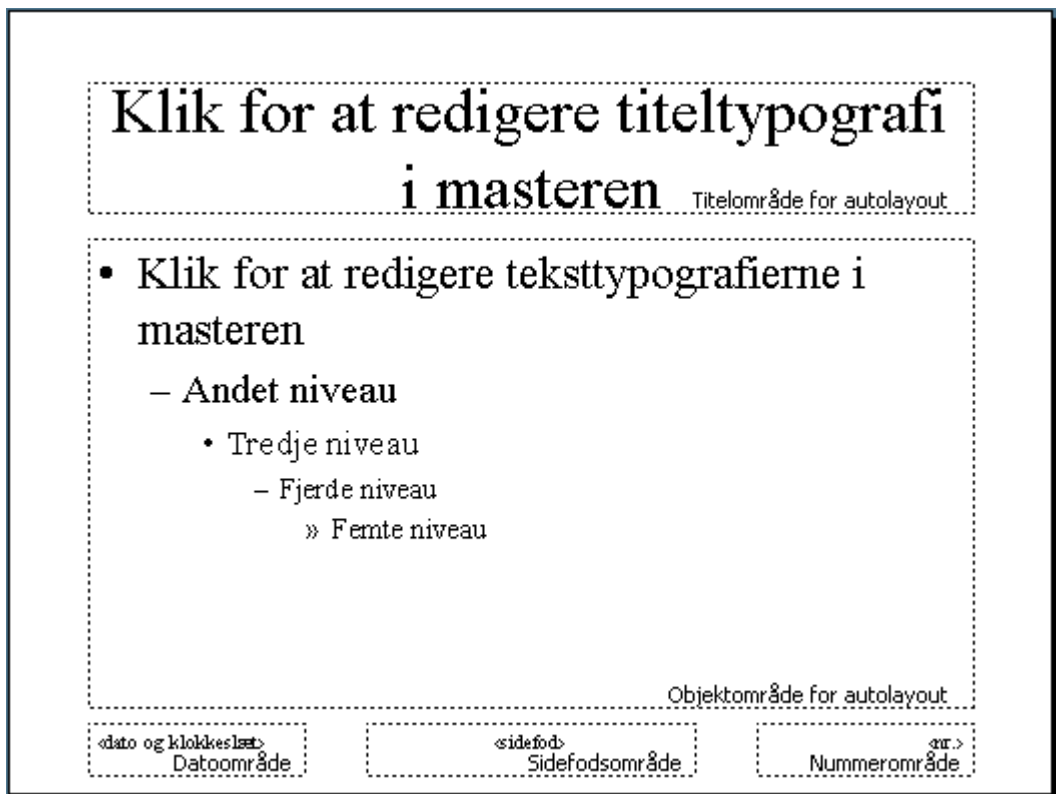 Klik for at redigere titeltypografi
i masteren
Titelområde for autolayout
• Klik for at redigere teksttypografierne i
masteren
– Andet niveau
• Tredje niveau
– Fjerde niveau
» Femte niveau
Objektområde for autolayout
<dato og klokkeslæt>
Datoområde
<sidefod>
Sidefodsområde
<nr.>
Nummerområde